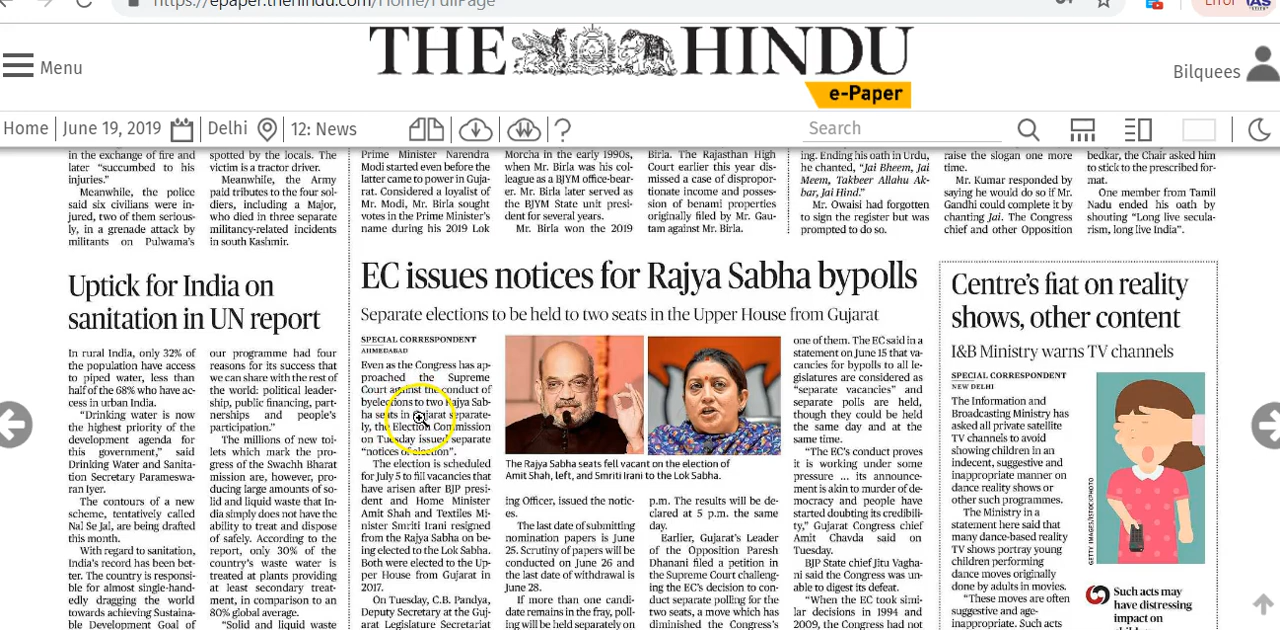 https://epaper.thehindu.com/Home/FullPage
Error
IAS
THE HINDU
e-Paper
Menu
Bilquees
Home
June 19, 2019
Delhi
12: News
?
Search
in the exchange of fire and
later "succumbed to his
injuries."
Meanwhile, the police
said six civilians were in-
jured, two of them serious-
ly, in a grenade attack by
militants on Pulwama's
spotted by the locals. The
victim is a tractor driver.
Meanwhile, the Army
paid tributes to the four sol-
diers, including a Major,
who died in three separate
militancy-related incidents
in south Kashmir.
Prime Minister Narendra
Modi started even before the
latter came to power in Guja-
rat. Considered a loyalist of
Mr. Modi, Mr. Birla sought
votes in the Prime Minister's
name during his 2019 Lok
Morcha in the early 1990s,
when Mr. Birla was his col-
league as a BJYM office-bear-
er. Mr. Birla later served as
the BJYM State unit presi-
dent for several years.
Mr. Birla won the 2019
Birla. The Rajasthan High
Court earlier this year dis-
missed a case of dispropor-
tionate income and posses-
sion of benami properties
originally filed by Mr. Gau-
tam against Mr. Birla.
ing. Ending his oath in Urdu,
he chanted, "Jai Bheem, Jai
Meem, Takbeer Allahu Ak-
bar, Jai Hind."
Mr. Owaisi had forgotten
to sign the register but was
prompted to do so.
raise the slogan one more
time.
Mr. Kumar responded by
saying he would do so if Mr.
Gandhi could complete it by
chanting Jai. The Congress
chief and other Opposition
bedkar, the Chair asked him
to stick to the prescribed for-
mat.
One member from Tamil
Nadu ended his oath by
shouting "Long live secula-
rism, long live India".
Uptick for India on
sanitation in UN report
In rural India, only 32% of
the population have access
to piped water, less than
half of the 68% who have ac-
cess in urban India.
"Drinking water is now
the highest priority of the
development agenda for
this government," said
Drinking Water and Sanita-
tion Secretary Parameswa-
ran Iyer.
The contours of a new
scheme, tentatively called
Nal Se Jal, are being drafted
this month.
With regard to sanitation,
India's record has been bet-
ter. The country is responsi-
ble for almost single-hand-
edly dragging the world
towards achieving Sustaina-
ble Development Goal of
our programme had four
reasons for its success that
we can share with the rest of
the world: political leader-
ship, public financing, part-
nerships and people's
participation."
The millions of new toi-
lets which mark the pro-
gress of the Swachh Bharat
mission are, however, pro-
ducing large amounts of so-
lid and liquid waste that In-
dia simply does not have the
ability to treat and dispose
of safely. According to the
report, only 30% of the
country's waste water is
treated at plants providing
at least secondary treat-
ment, in comparison to an
80% global average.
"Solid and liquid waste
EC issues notices for Rajya Sabha bypolls
Separate elections to be held to two seats in the Upper House from Gujarat
SPECIAL CORRESPONDENT
AHMEDABAD
Even as the Congress has ap-
proached the Supreme
Court against the conduct of
byelections to two Rajya Sab-
ha seats in Gujarat separate-
ly, the Election Commission
on Tuesday issued separate
"notices of election".
The election is scheduled
for July 5 to fill vacancies that
have arisen after BJP presi-
dent and Home Minister
Amit Shah and Textiles Mi-
nister Smriti Irani resigned
from the Rajya Sabha on be-
ing elected to the Lok Sabha.
Both were elected to the Up-
per House from Gujarat in
2017.
On Tuesday, C.B. Pandya,
Deputy Secretary at the Guj-
arat Legislature Secretariat
The Rajya Sabha seats fell vacant on the election of
Amit Shah, left, and Smriti Irani to the Lok Sabha.
ing Officer, issued the notic-
es.
The last date of submitting
nomination papers is June
25. Scrutiny of papers will be
conducted on June 26 and
the last date of withdrawal is
June 28.
If more than one candi-
date remains in the fray, poll-
ing will be held separately on
p.m. The results will be de-
clared at 5 p.m. the same
day.
Earlier, Gujarat's Leader
of the Opposition Paresh
Dhanani filed a petition in
the Supreme Court challeng-
ing the EC's decision to con-
duct separate polling for the
two seats, a move which has
diminished the Congress's
one of them. The EC said in a
statement on June 15 that va-
cancies for bypolls to all le-
gislatures are considered as
"separate vacancies" and
separate polls are held,
though they could be held
the same day and at the
same time.
"The EC's conduct proves
it is working under some
pressure ... its announce-
ment is akin to murder of de-
mocracy and people have
started doubting its credibili-
ty," Gujarat Congress chief
Amit Chavda said on
Tuesday.
BJP State chief Jitu Vagha-
ni said the Congress was un-
able to digest its defeat.
"When the EC took simi-
lar decisions in 1994 and
2009, the Congress had not
Centre's fiat on reality
shows, other content
I&B Ministry warns TV channels
SPECIAL CORRESPONDENT
NEW DELHI
The Information and
Broadcasting Ministry has
asked all private satellite
TV channels to avoid
showing children in an
indecent, suggestive and
inappropriate manner on
dance reality shows or
other such programmes.
The Ministry in a
statement here said that
many dance-based reality
TV shows portray young
children performing
dance moves originally
done by adults in movies.
"These moves are often
suggestive and age-
inappropriate. Such acts
GETTY IMAGES/ISTOCKPHOTO
Such acts may
have distressing
impact on